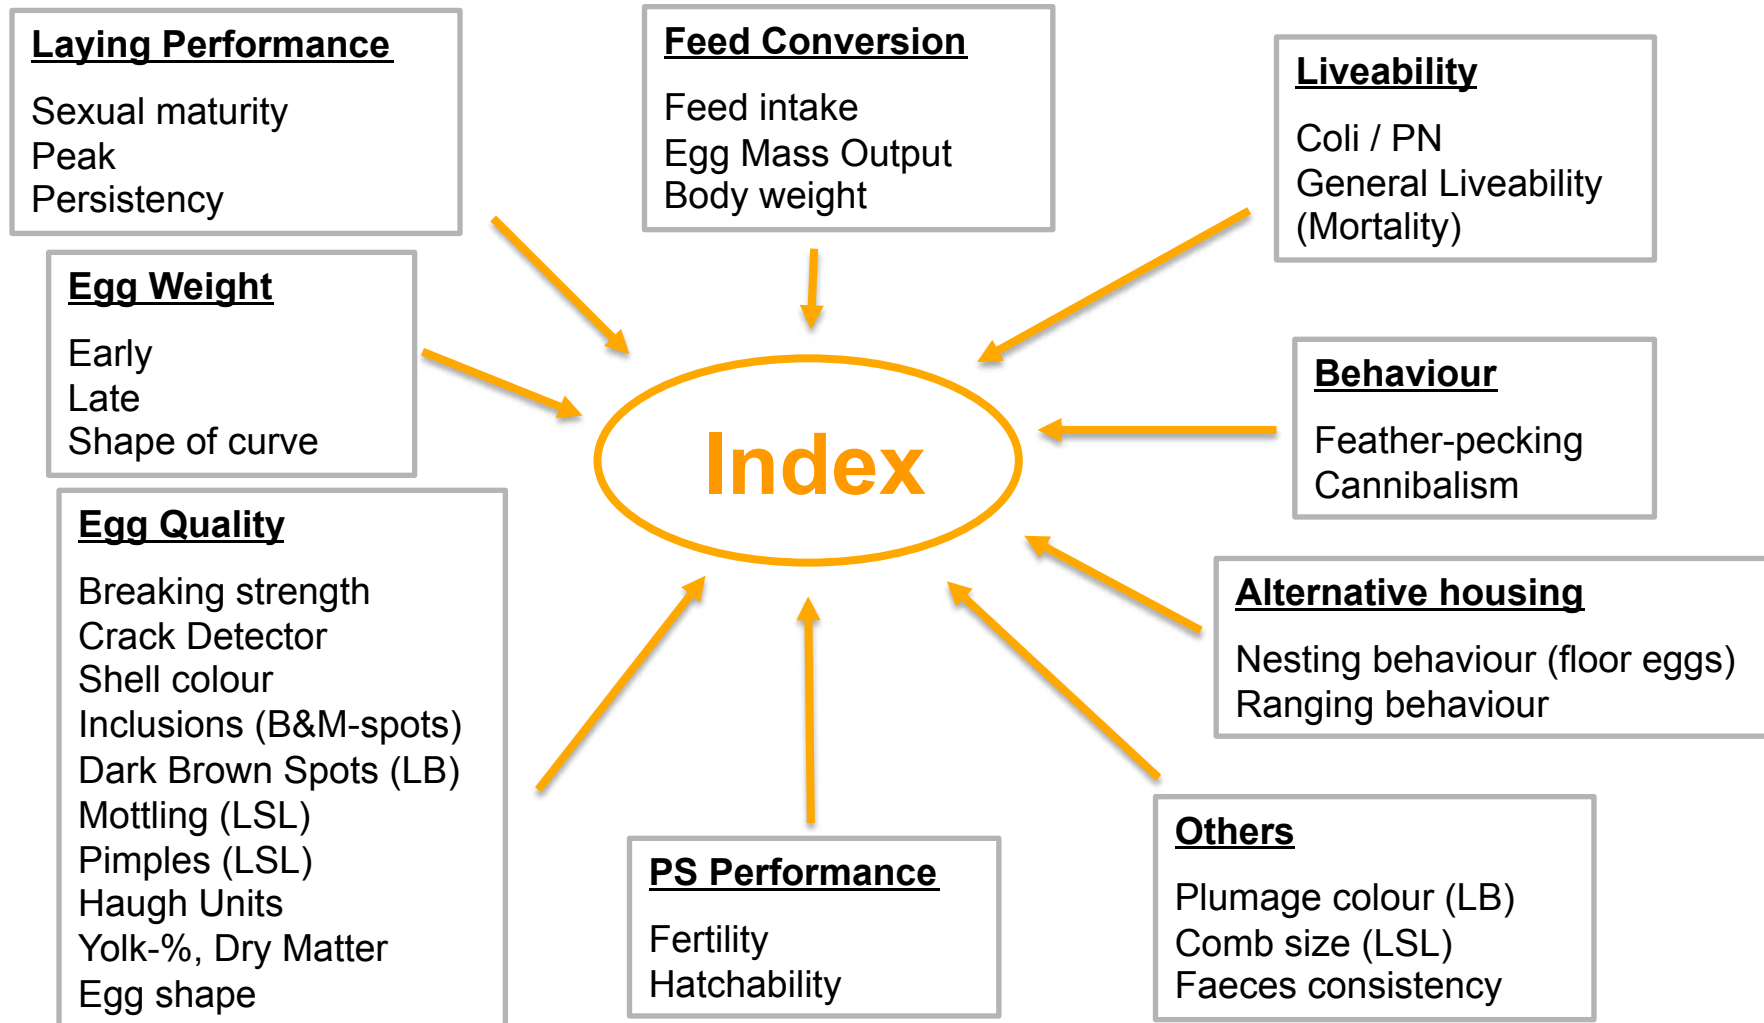 Laying Performance
Sexual maturity
Peak
Persistency
Feed Conversion
Feed intake
Egg Mass Output
Body weight
Liveability
Coli / PN
General Liveability
(Mortality)
Egg Weight
Early
Late
Shape of curve
Index
Behaviour
Feather-pecking
Cannibalism
Egg Quality
Breaking strength
Crack Detector
Shell colour
Inclusions (B&M-spots)
Dark Brown Spots (LB)
Mottling (LSL)
Pimples (LSL)
Haugh Units
Yolk-%, Dry Matter
Egg shape
Alternative housing
Nesting behaviour (floor eggs)
Ranging behaviour
PS Performance
Fertility
Hatchability
Others
Plumage colour (LB)
Comb size (LSL)
Faeces consistency